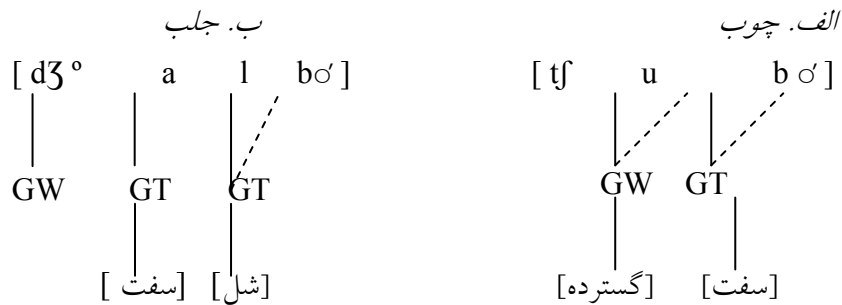 الف. چوب
ب. جلب
[ dʒ º a l b♂ ]
[ tʃ u b ♂ ]
GW GT GT
GW GT
[سفت ] [شل]
[گسترده] [سفت]